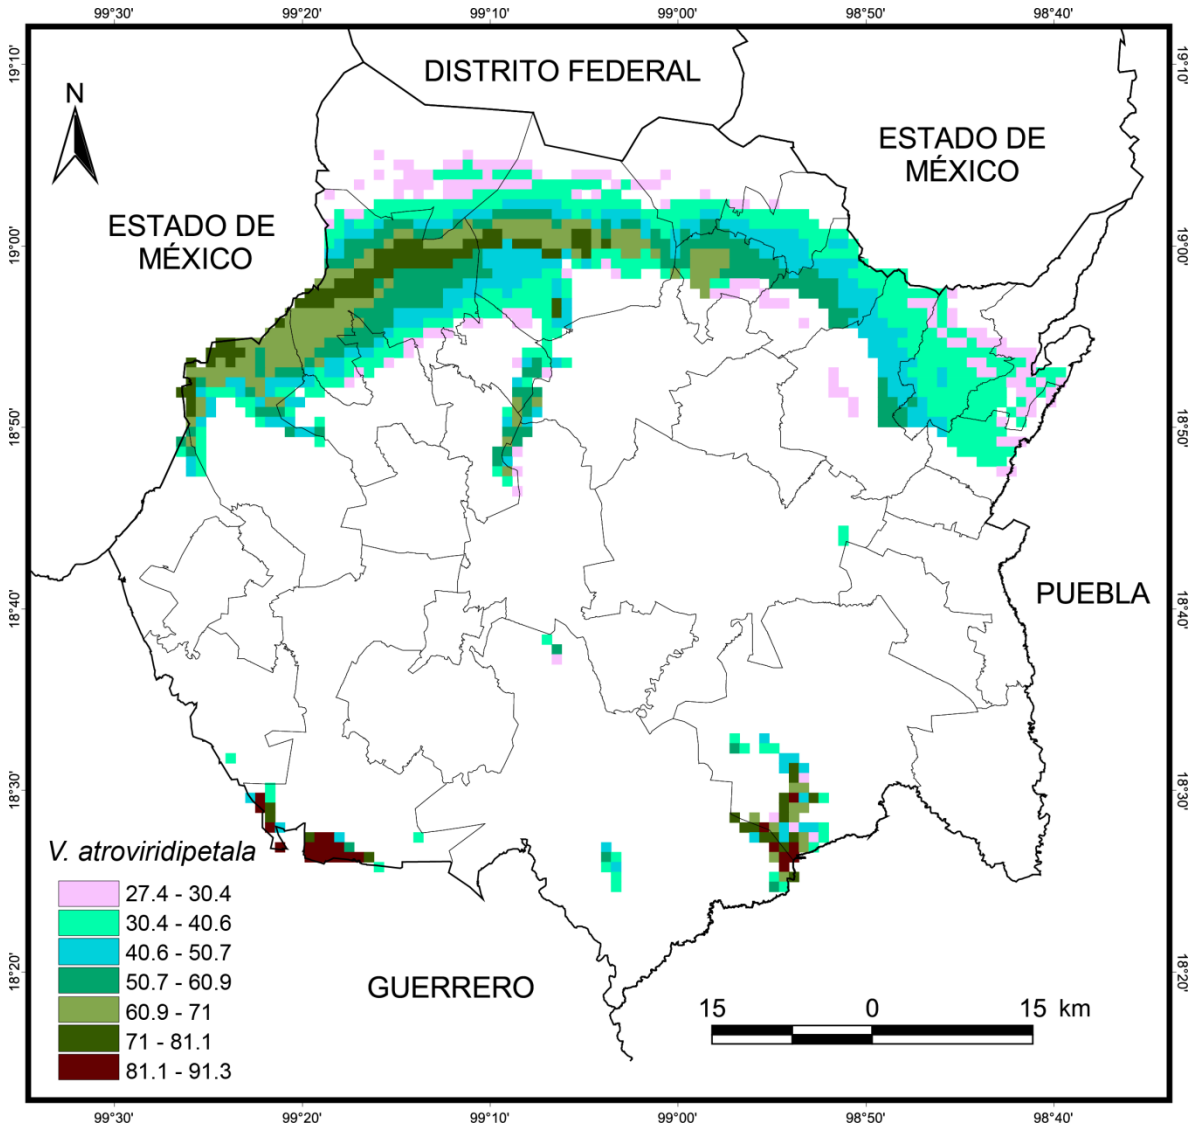 99°30' 99°20' 99°10' 99°00' 98°50' 98°40'
19°10' 19°10'
DISTRITO FEDERAL
N
ESTADO DE
MÉXICO
ESTADO DE
MÉXICO
19°00' 19°00'
18°50' 18°50'
PUEBLA
18°40' 18°40'
18°30' 18°30'
V. atroviridipetala
27.4 - 30.4
30.4 - 40.6
40.6 - 50.7
50.7 - 60.9
60.9 - 71
71 - 81.1
81.1 - 91.3
18°20' 18°20'
GUERRERO
15 0 15 km
99°30' 99°20' 99°10' 99°00' 98°50' 98°40'